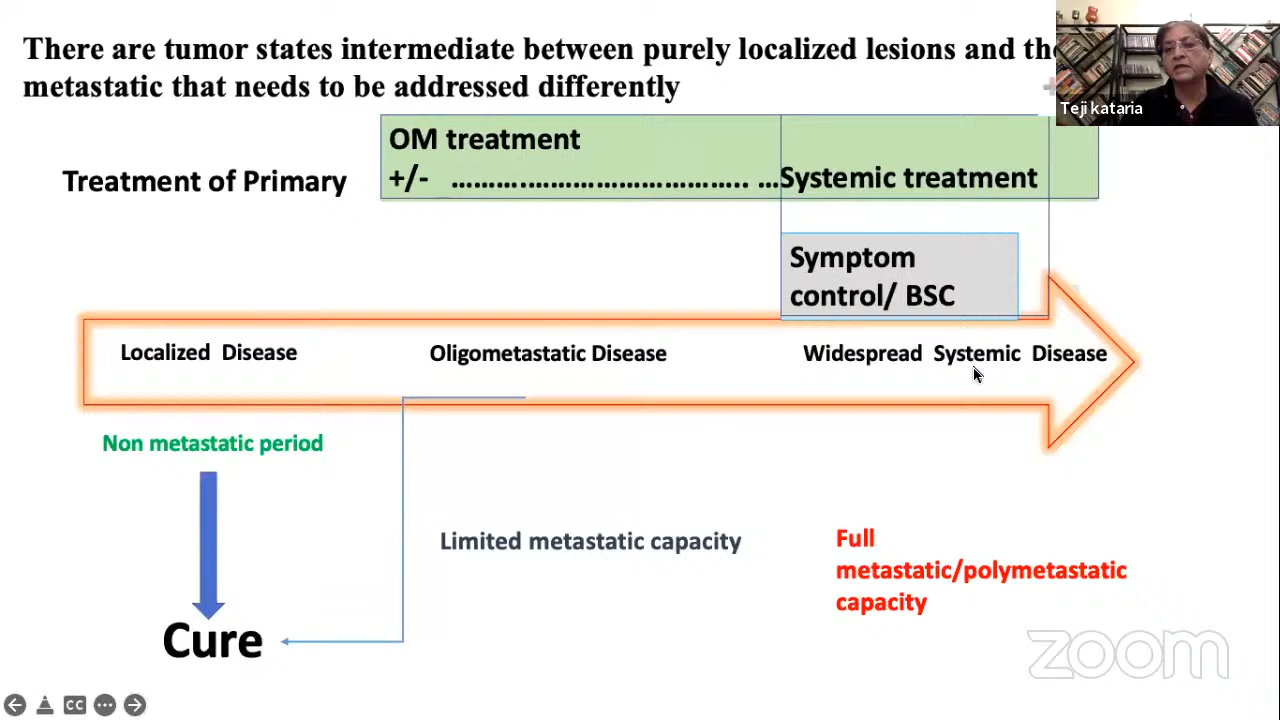 There are tumor states intermediate between purely localized lesions and the
metastatic that needs to be addressed differently
Teji kataria
OM treatment
Treatment of Primary
+/- ……….…………………………….. …Systemic treatment
Symptom
control/ BSC
Localized Disease
Oligometastatic Disease
Widespread Systemic Disease
Non metastatic period
Limited metastatic capacity
Full
metastatic/polymetastatic
capacity
Cure
zoom
CC